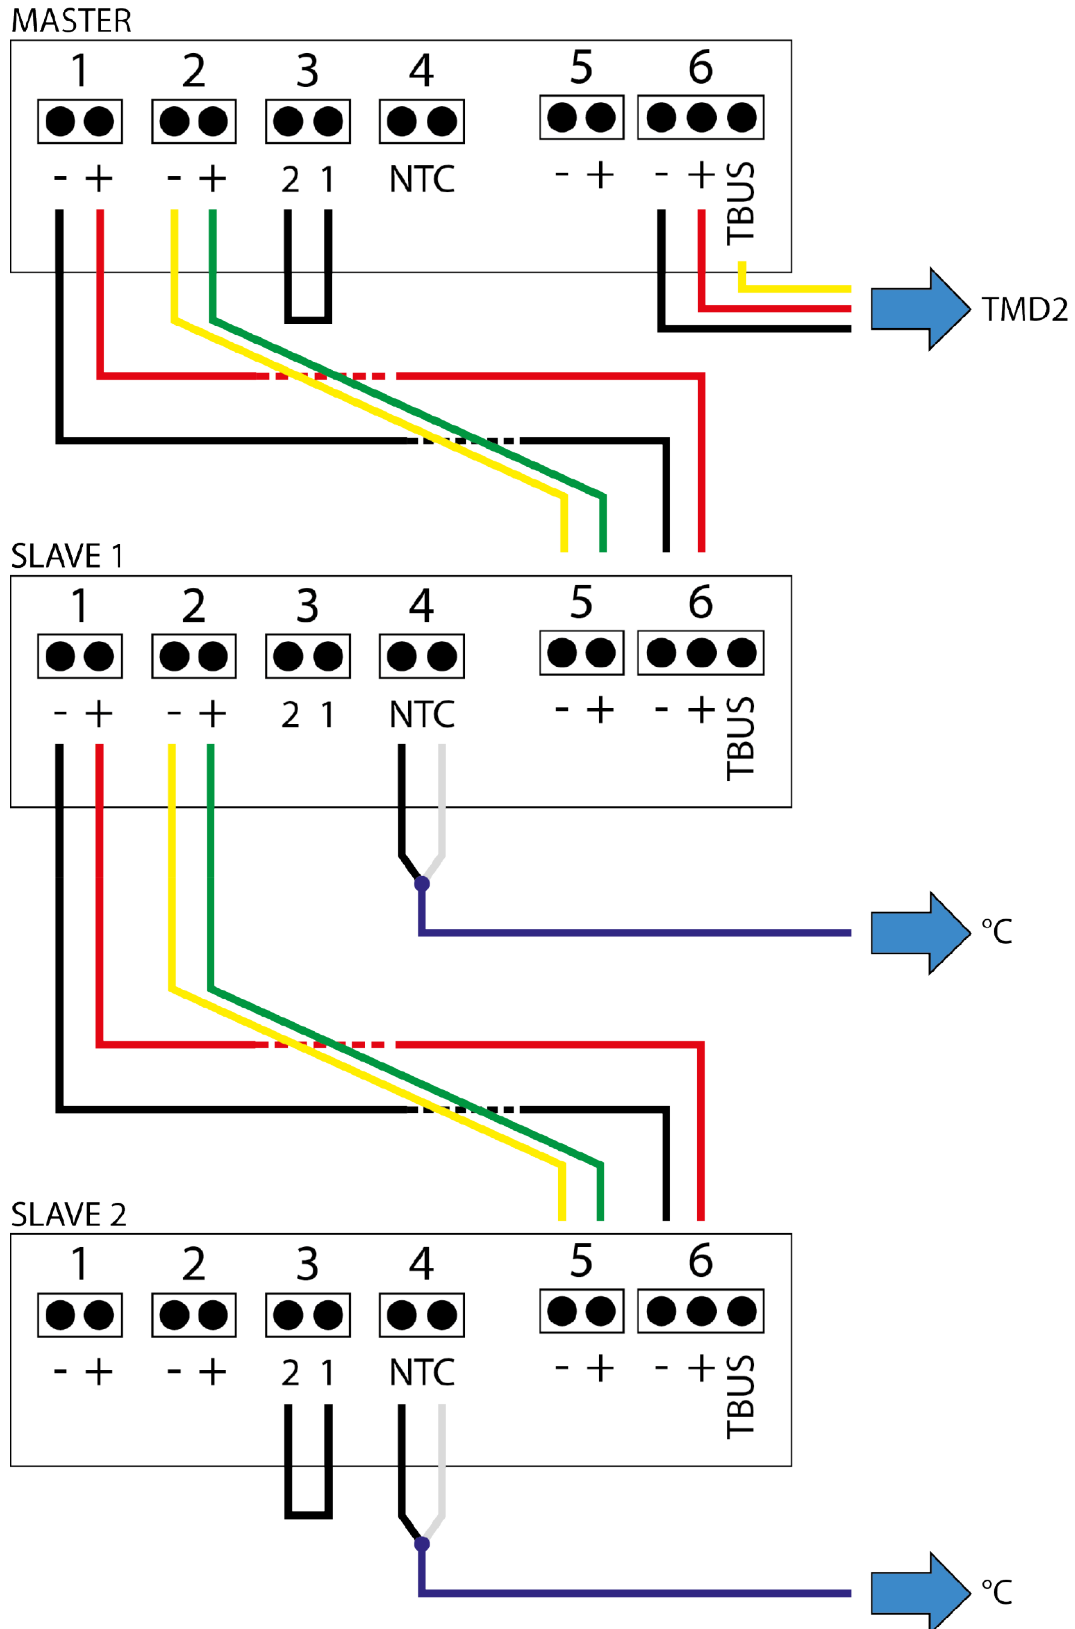 MASTER
1 2 3 4 5 6
- + - + 2 1 NTC - + - + TBUS
TMD2
SLAVE 1
1 2 3 4 5 6
- + - + 2 1 NTC - + - + TBUS
°C
SLAVE 2
1 2 3 4 5 6
- + - + 2 1 NTC - + - + TBUS
°C